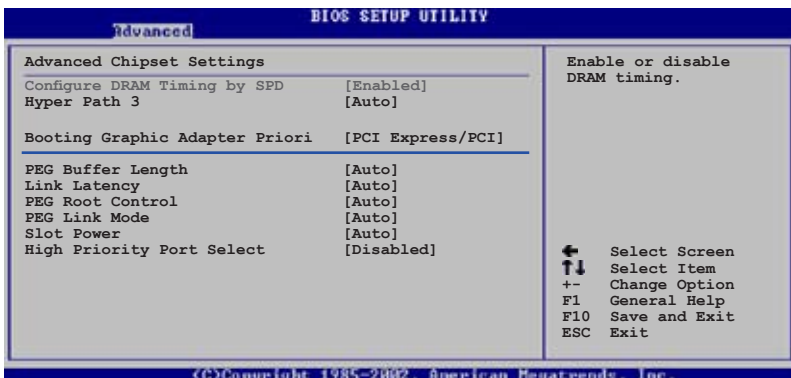 BIOS SETUP UTILITY
Advanced
Advanced Chipset Settings
Configure DRAM Timing by SPD [Enabled]
Hyper Path 3 [Auto]
Booting Graphic Adapter Priori [PCI Express/PCI]
PEG Buffer Length [Auto]
Link Latency [Auto]
PEG Root Control [Auto]
PEG Link Mode [Auto]
Slot Power [Auto]
High Priority Port Select [Disabled]
Enable or disable
DRAM timing.
Select Screen
Select Item
+- Change Option
F1 General Help
F10 Save and Exit
ESC Exit
(C)Copyright 1985-2002, American Megatrends, Inc.